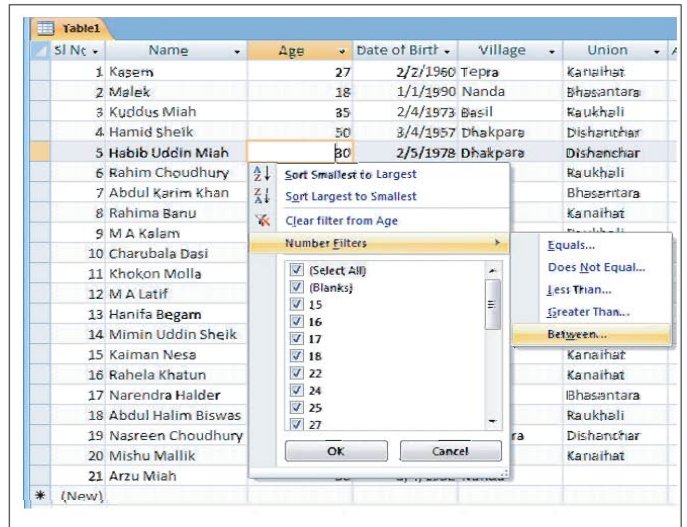 Table1
Sl Nc Name Age Date of Birth Village Union
1 Kasem 27 2/2/1960 Tepra Kanaihat
2 Malek 18 1/1/1990 Nanda Bhasantara
3 Kuddus Miah 35 2/4/1973 Basil Raukhali
4 Hamid Sheik 50 3/4/1957 Dhakpara Dishanchar
5 Habib Uddin Miah 30 2/5/1978 Dhakpara Dishanchar
6 Rahim Choudhury Sort Smallest to Largest Raukhali
7 Abdul Karim Khan Sort Largest to Smallest Bhasantara
8 Rahima Banu Clear filter from Age Kanaihat
9 M A Kalam Number Filters
10 Charubala Dasi (Select All) Equals...
11 Khokon Molla (Blanks) Does Not Equal...
12 M A Latif 15 Less Than...
13 Hanifa Begam 16 Greater Than...
14 Mimin Uddin Sheik 17 Between...
15 Kaiman Nesa 18 Kanaihat
16 Rahela Khatun 22 Kanaihat
17 Narendra Halder 24 Bhasantara
18 Abdul Halim Biswas 25 Raukhali
19 Nasreen Choudhury 27 ra Dishanchar
20 Mishu Mallik OK Cancel Kanaihat
21 Arzu Miah
(New)